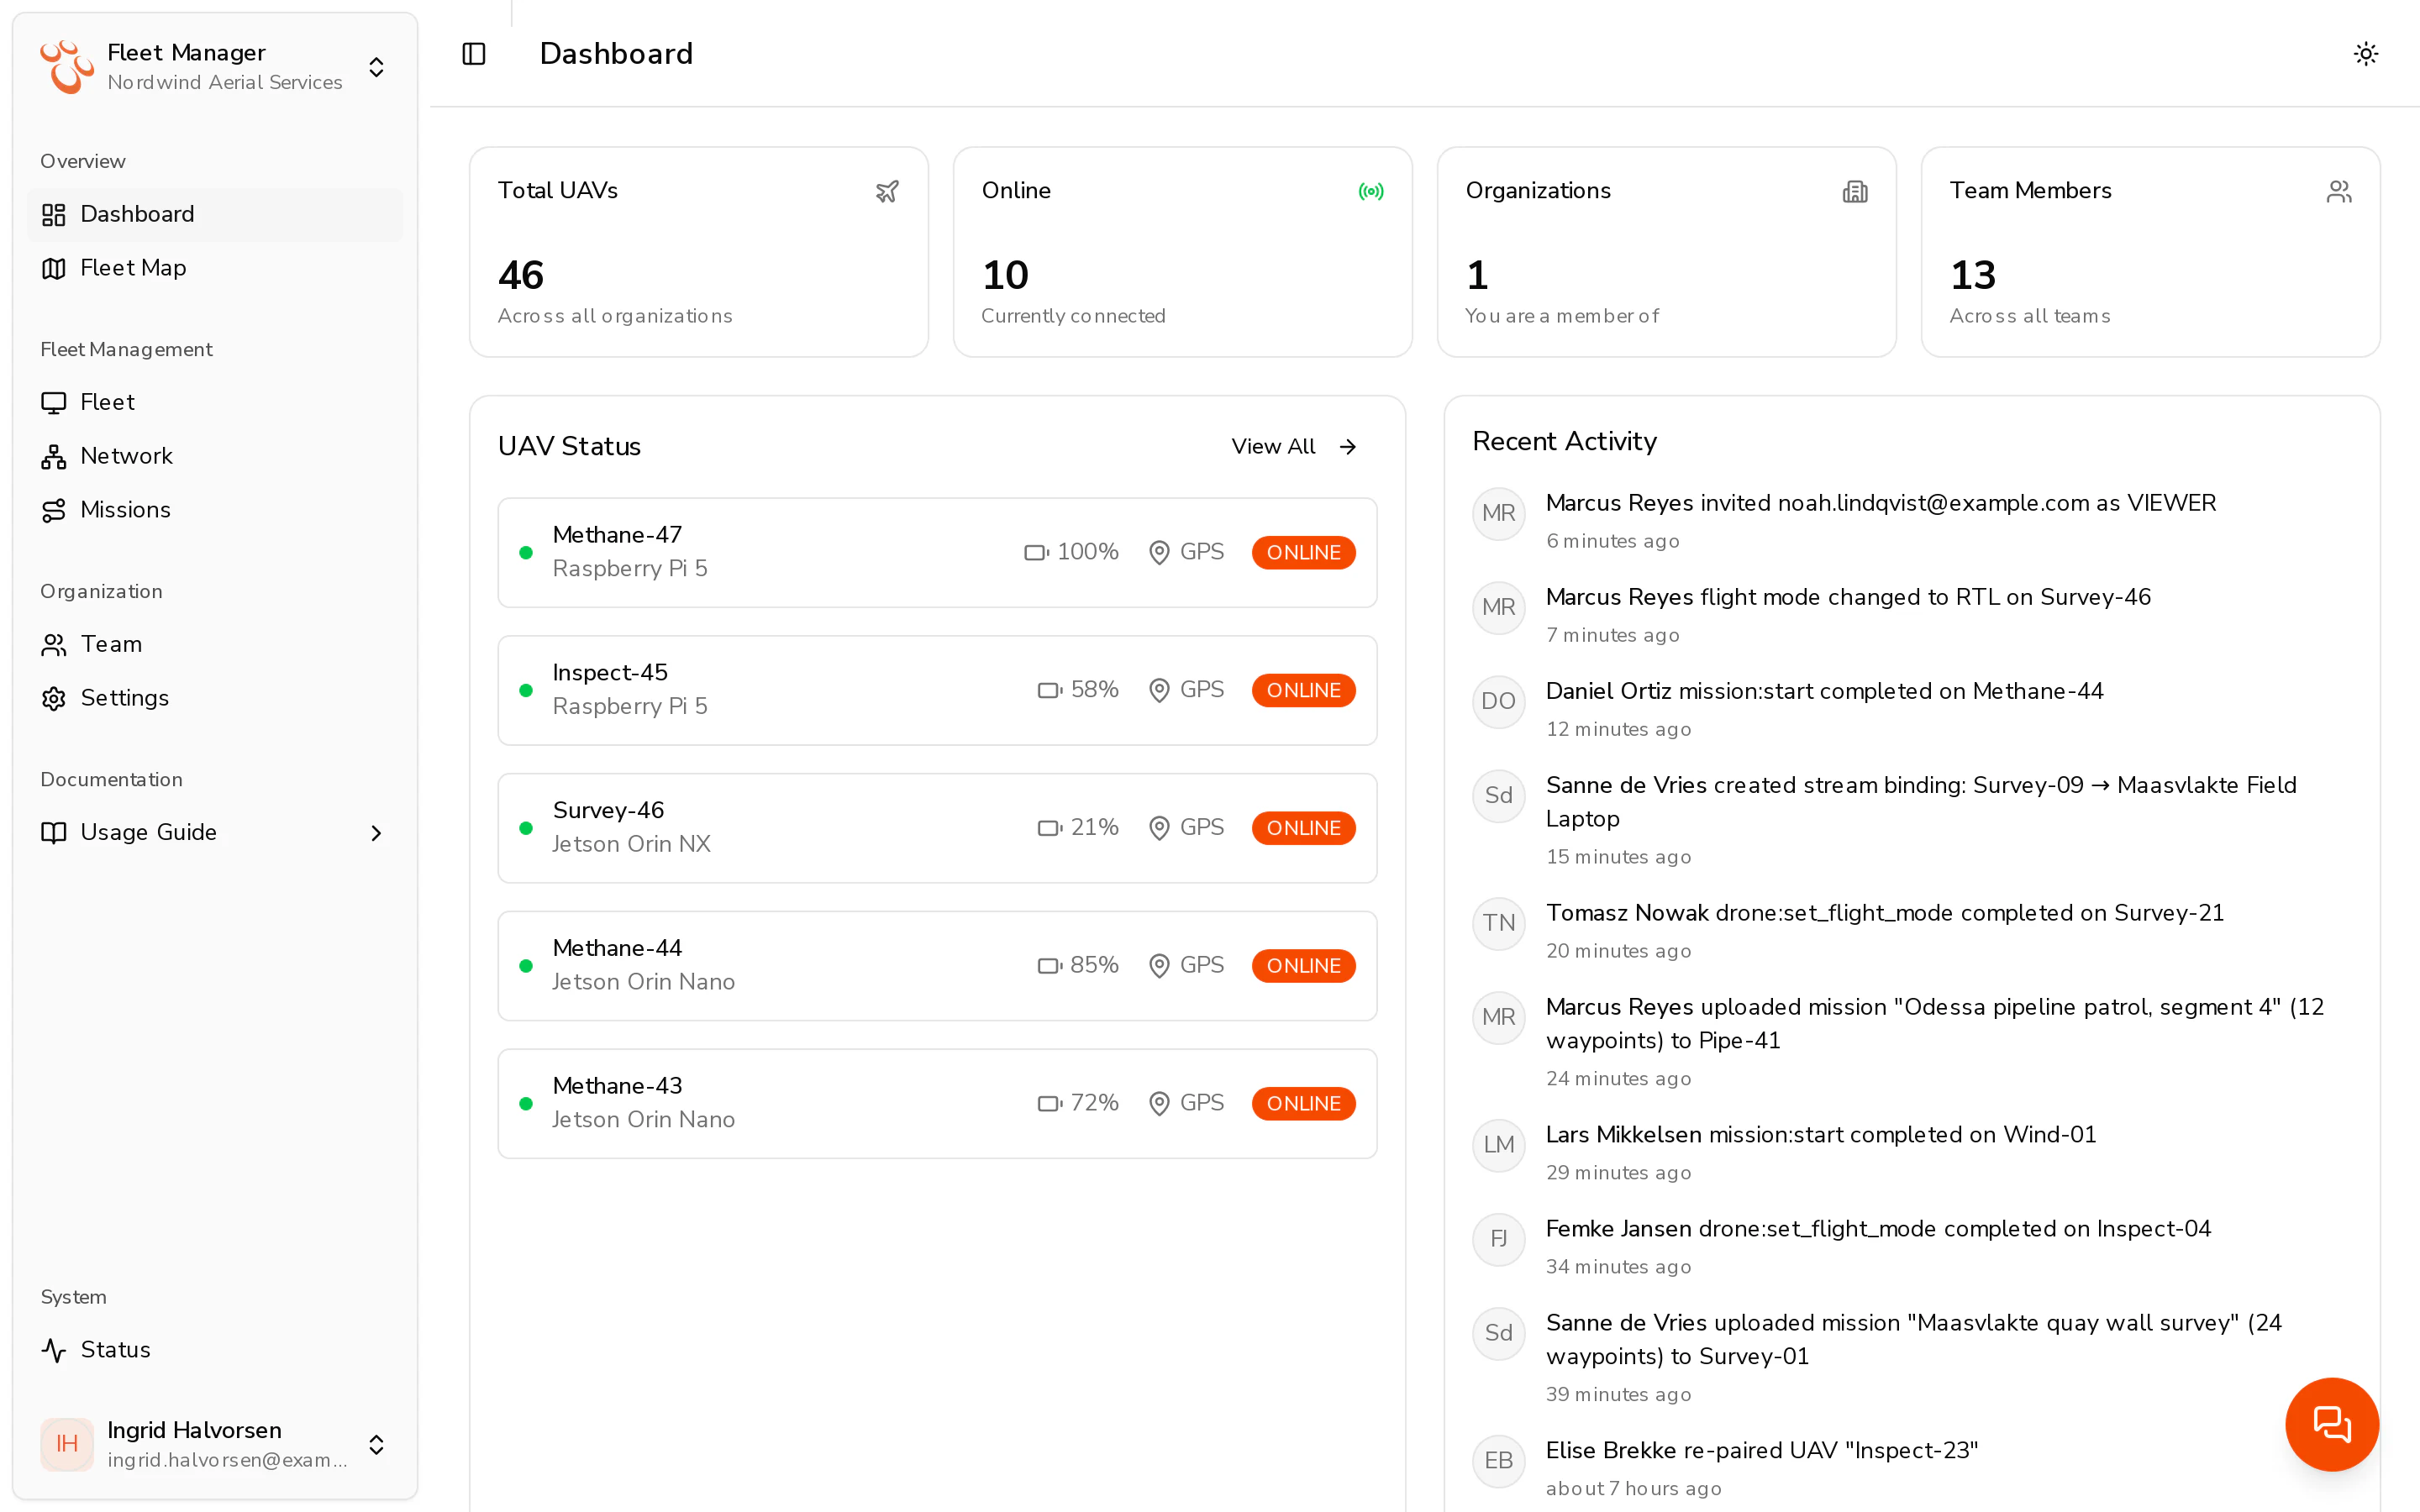 Fleet Manager
Nordwind Aerial Services
Overview
Dashboard
Fleet Map
Fleet Management
Fleet
Network
Missions
Organization
Team
Settings
Documentation
Usage Guide
System
Status
IH
Ingrid Halvorsen
ingrid.halvorsen@exam...
Dashboard
Total UAVs
46
Across all organizations
Online
10
Currently connected
Organizations
1
You are a member of
Team Members
13
Across all teams
UAV Status
View All
Methane-47
Raspberry Pi 5
100%
GPS
ONLINE
Inspect-45
Raspberry Pi 5
58%
GPS
ONLINE
Survey-46
Jetson Orin NX
21%
GPS
ONLINE
Methane-44
Jetson Orin Nano
85%
GPS
ONLINE
Methane-43
Jetson Orin Nano
72%
GPS
ONLINE
Recent Activity
MR
Marcus Reyes invited noah.lindqvist@example.com as VIEWER
6 minutes ago
MR
Marcus Reyes flight mode changed to RTL on Survey-46
7 minutes ago
DO
Daniel Ortiz mission:start completed on Methane-44
12 minutes ago
Sd
Sanne de Vries created stream binding: Survey-09 → Maasvlakte Field
Laptop
15 minutes ago
TN
Tomasz Nowak drone:set_flight_mode completed on Survey-21
20 minutes ago
MR
Marcus Reyes uploaded mission "Odessa pipeline patrol, segment 4" (12
waypoints) to Pipe-41
24 minutes ago
LM
Lars Mikkelsen mission:start completed on Wind-01
29 minutes ago
FJ
Femke Jansen drone:set_flight_mode completed on Inspect-04
34 minutes ago
Sd
Sanne de Vries uploaded mission "Maasvlakte quay wall survey" (24
waypoints) to Survey-01
39 minutes ago
EB
Elise Brekke re-paired UAV "Inspect-23"
about 7 hours ago